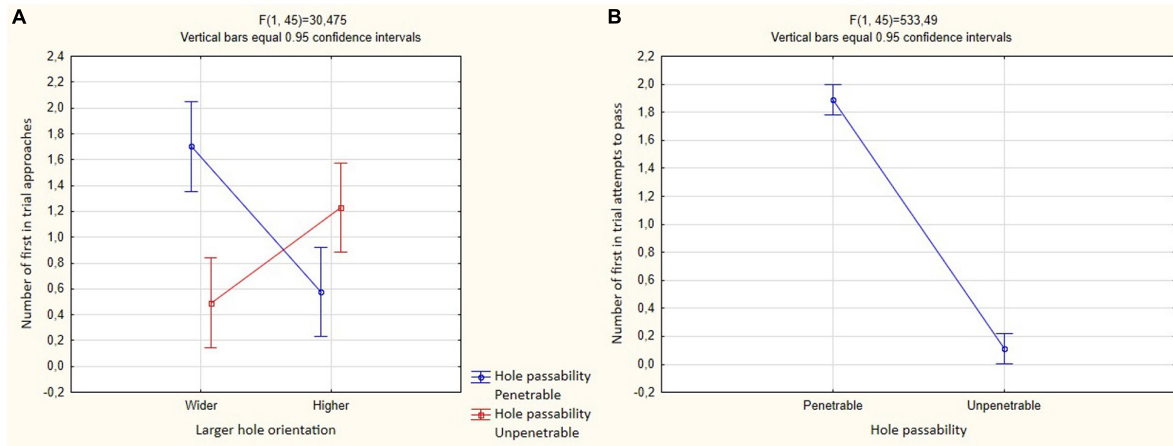 A
F(1, 45)=30,475
Vertical bars equal 0.95 confidence intervals
Number of first in trial approaches
2,4
2,2
2,0
1,8
1,6
1,4
1,2
1,0
0,8
0,6
0,4
0,2
0,0
-0,2
Wider
Higher
Larger hole orientation
Hole passability
Penetrable
Hole passability
Unpenetrable
B
F(1, 45)=533,49
Vertical bars equal 0.95 confidence intervals
Number of first in trial attempts to pass
2,2
2,0
1,8
1,6
1,4
1,2
1,0
0,8
0,6
0,4
0,2
0,0
-0,2
Penetrable
Unpenetrable
Hole passability